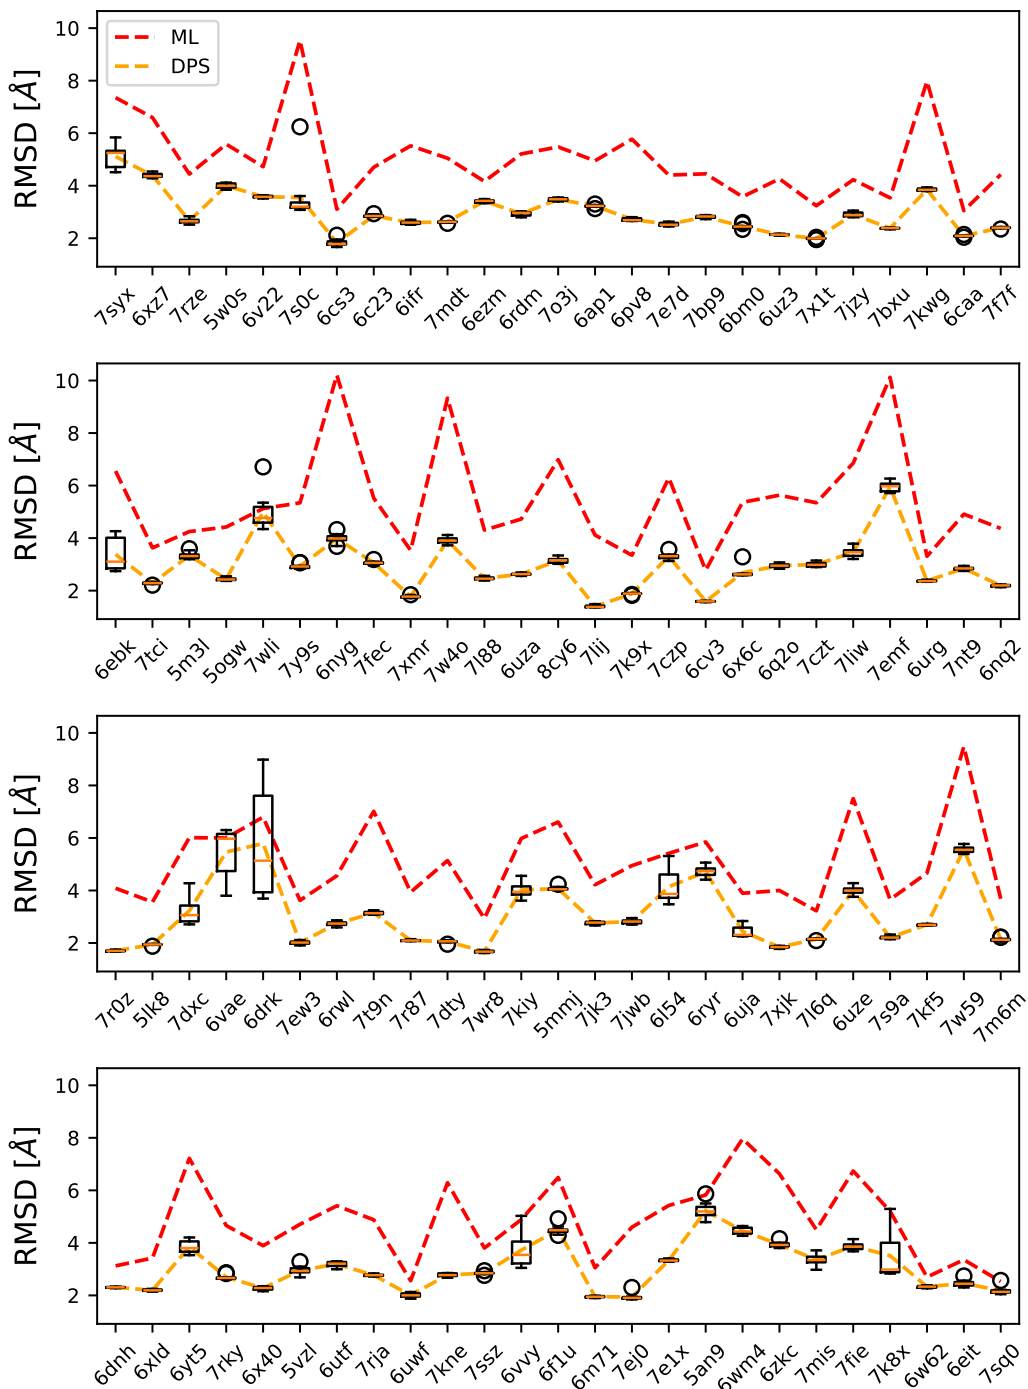 RMSD [Å]
10
8
6
4
2
ML
DPS
7syx 6xz7 7rze 5w0s 6v22 7s0c 6cs3 6c23 6ifr 7mdt 6ezm 6rdm 7o3j 6ap1 6pv8 7e7d 7bp9 6bm0 6uz3 7x1t 7jzy 7bxu 7kwg 6caa 7f7f
RMSD [Å]
10
8
6
4
2
6ebk 7tci 5m3l 5ogw 7wli 7y9s 6nyg 7fec 7xmr 7w4o 7l88 6uza 8cy6 7lij 7k9x 7czp 6cv3 6x6c 6q2o 7czt 7liw 7emf 6urg 7nt9 6nq2
RMSD [Å]
10
8
6
4
2
7r0z 5lk8 7dxc 6vae 6drk 7ew3 6rwl 7t9n 7r87 7dty 7wr8 7kiy 5mmj 7jk3 7jwb 6l54 6ryr 6uja 7xjk 7l6q 6uze 7s9a 7kf5 7w59 7m6m
RMSD [Å]
10
8
6
4
2
6dnh 6xld 6yt5 7rky 6x40 5vzl 6utf 7rja 6uwf 7kne 7ssz 6vvy 6f1u 6m71 7ej0 7e1x 5an9 6wm4 6zkc 7mis 7fie 7k8x 6w62 6eit 7sq0